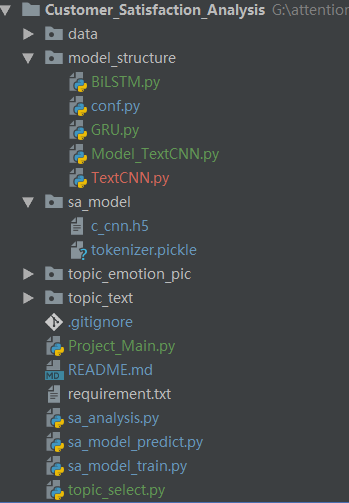 Customer_Satisfaction_Analysis G:\attention
data
model_structure
BiLSTM.py
conf.py
GRU.py
Model_TextCNN.py
TextCNN.py
sa_model
c_cnn.h5
tokenizer.pickle
topic_emotion_pic
topic_text
.gitignore
Project_Main.py
MD README.md
requirement.txt
sa_analysis.py
sa_model_predict.py
sa_model_train.py
topic_select.py